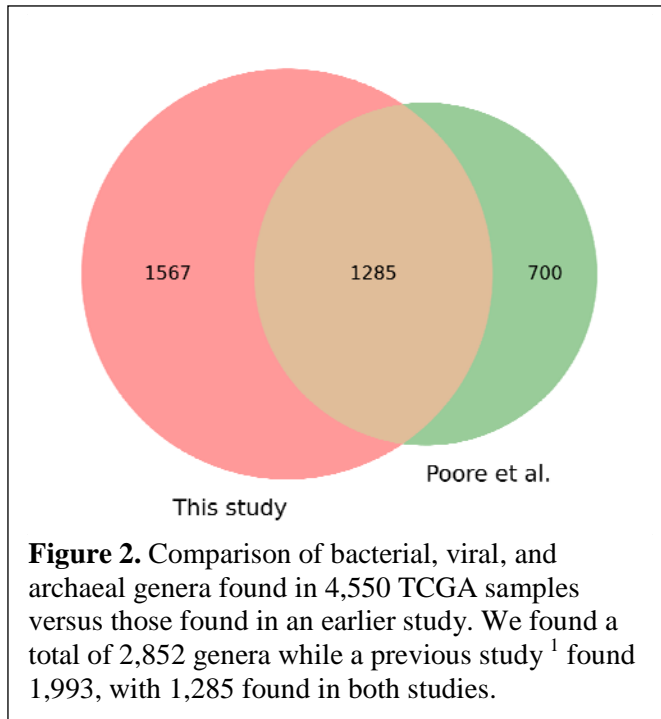 1567
1285
700
Poore et al.
This study
Figure 2. Comparison of bacterial, viral, and
archaeal genera found in 4,550 TCGA samples
versus those found in an earlier study. We found a
total of 2,852 genera while a previous study 1 found
1,993, with 1,285 found in both studies.